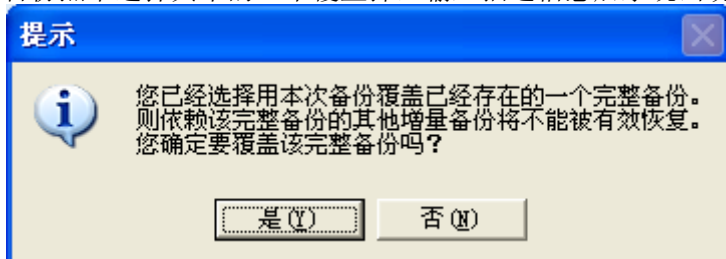 提示
您已经选择用本次备份覆盖已经存在的一个完整备份。
则依赖该完整备份的其他增量备份将不能被有效恢复。
您确定要覆盖该完整备份吗?
是(Y)
否(N)